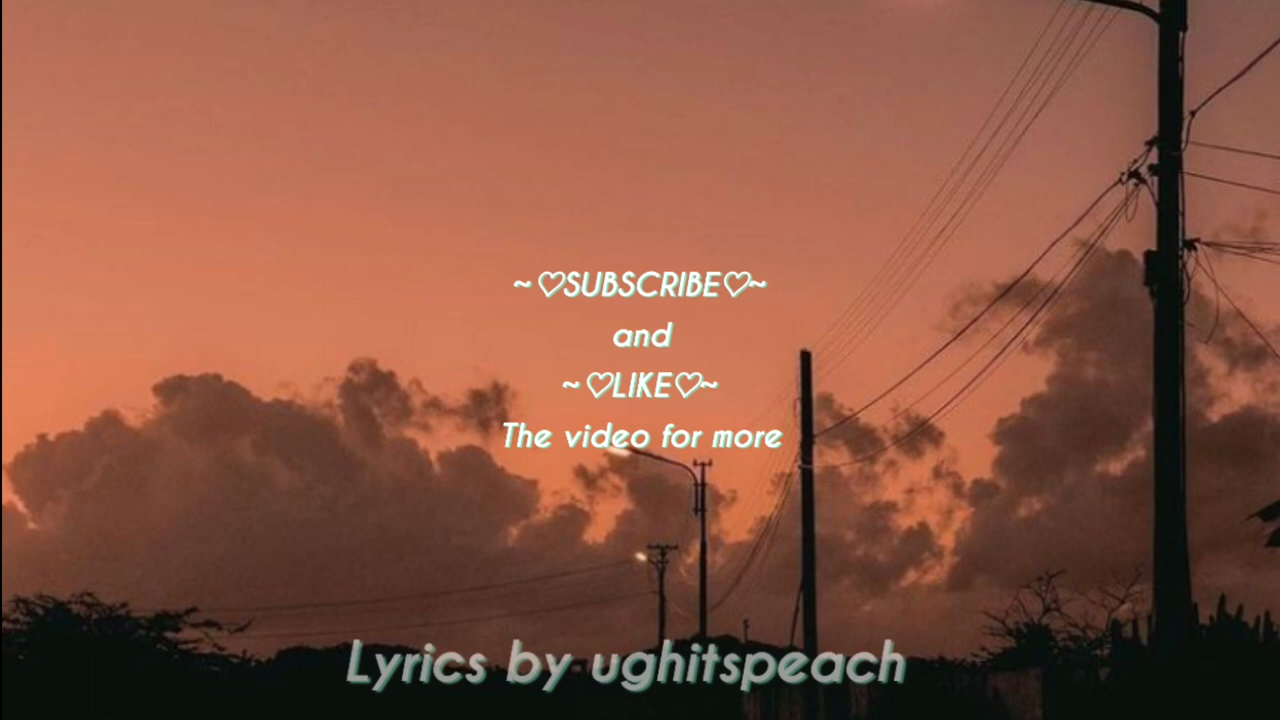 ~♡SUBSCRIBE♡~
and
~♡LIKE♡~
The video for more
Lyrics by ughitspeach